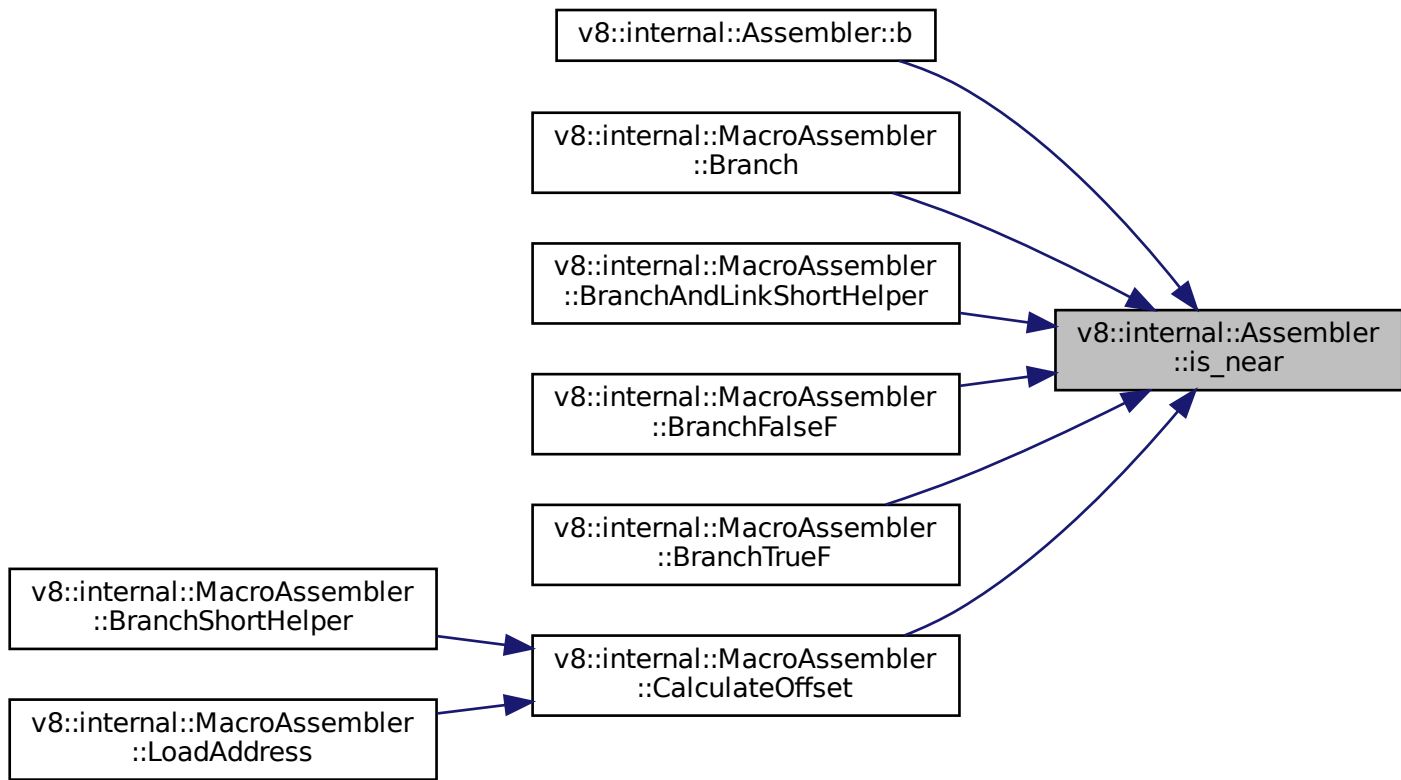 v8::internal::Assembler::b
v8::internal::MacroAssembler
::Branch
v8::internal::MacroAssembler
::BranchAndLinkShortHelper
v8::internal::Assembler
::is_near
v8::internal::MacroAssembler
::BranchFalseF
v8::internal::MacroAssembler
::BranchTrueF
v8::internal::MacroAssembler
::BranchShortHelper
v8::internal::MacroAssembler
::CalculateOffset
v8::internal::MacroAssembler
::LoadAddress